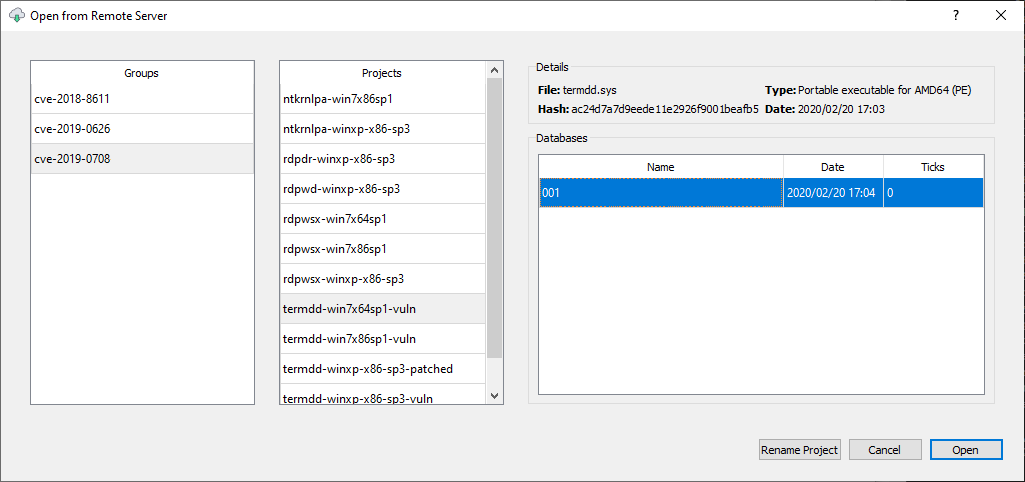 Open from Remote Server
?
Groups
cve-2018-8611
cve-2019-0626
cve-2019-0708
Projects
ntkrnlpa-win7x86sp1
ntkrnlpa-winxp-x86-sp3
rdpdr-winxp-x86-sp3
rdpwd-winxp-x86-sp3
rdpwsx-win7x64sp1
rdpwsx-win7x86sp1
rdpwsx-winxp-x86-sp3
termdd-win7x64sp1-vuln
termdd-win7x86sp1-vuln
termdd-winxp-x86-sp3-patched
termdd-winxp-x86-sp3-vuln
Details
File: termdd.sys Type: Portable executable for AMD64 (PE)
Hash: ac24d7a7d9eede11e2926f9001beafb5 Date: 2020/02/20 17:03
Databases
Name Date Ticks
001 2020/02/20 17:04 0
Rename Project Cancel Open